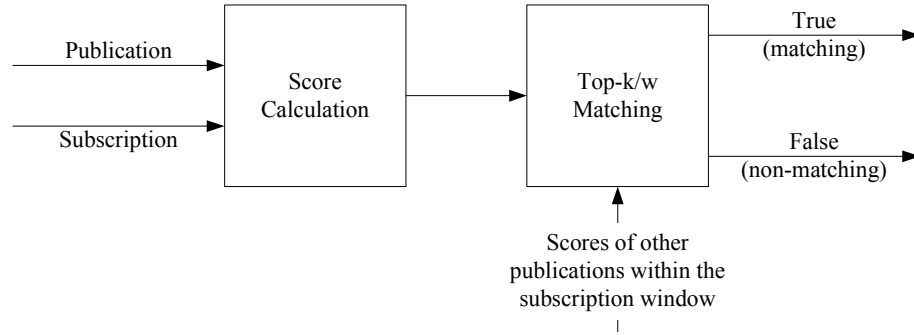 Publication
Subscription
Score
Calculation
Top-k/w
Matching
True
(matching)
False
(non-matching)
Scores of other
publications within the
subscription window